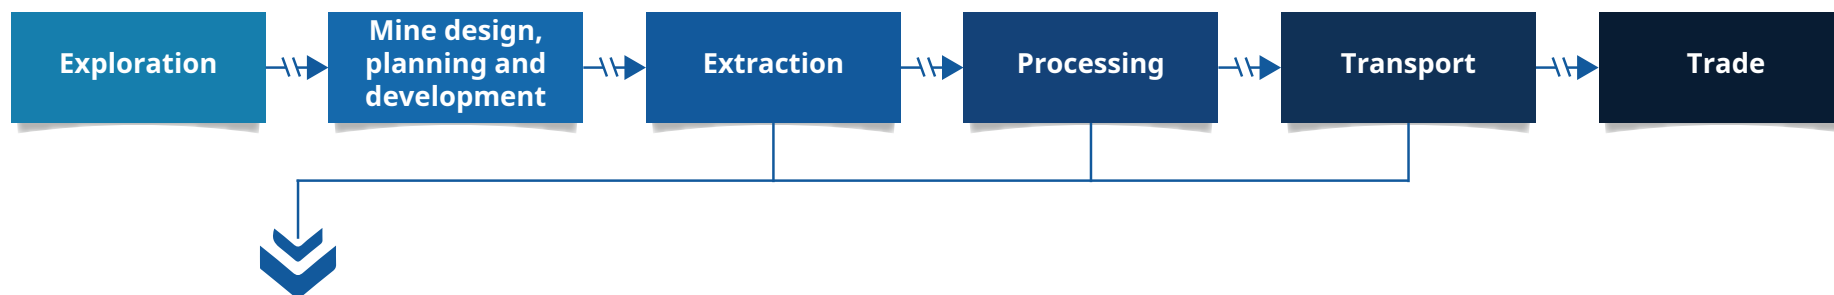 Exploration
Mine design,
planning and
development
Extraction
Processing
Transport
Trade